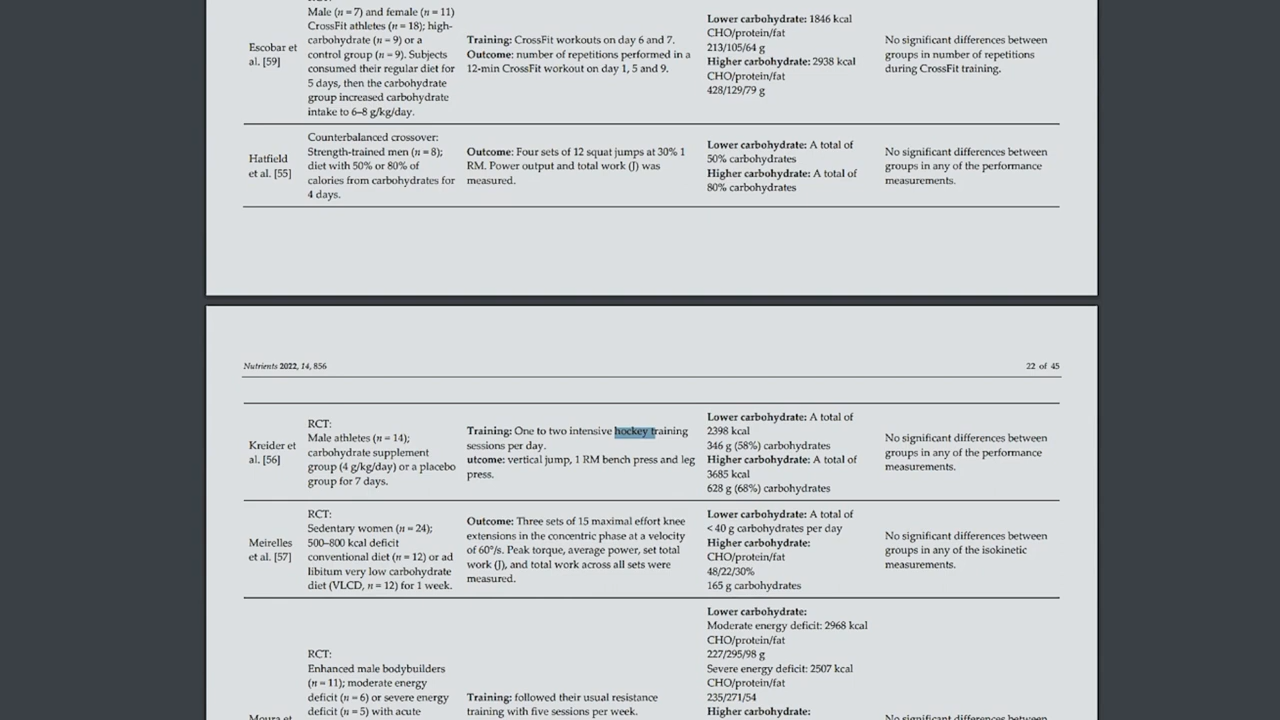 Male (n = 7) and female (n = 11)
CrossFit athletes (n = 18); high-
carbohydrate (n = 9) or a
control group (n = 9). Subjects
consumed their regular diet for
5 days, then the carbohydrate
group increased carbohydrate
intake to 6–8 g/kg/day.
Escobar et
al. [59]
Training: CrossFit workouts on day 6 and 7.
Outcome: number of repetitions performed in a
12-min CrossFit workout on day 1, 5 and 9.
Lower carbohydrate: 1846 kcal
CHO/protein/fat
213/105/64 g
Higher carbohydrate: 2938 kcal
CHO/protein/fat
428/129/79 g
No significant differences between
groups in number of repetitions
during CrossFit training.
Hatfield
et al. [55]
Counterbalanced crossover:
Strength-trained men (n = 8);
diet with 50% or 80% of
calories from carbohydrates for
4 days.
Outcome: Four sets of 12 squat jumps at 30% 1
RM. Power output and total work (J) was
measured.
Lower carbohydrate: A total of
50% carbohydrates
Higher carbohydrate: A total of
80% carbohydrates
No significant differences between
groups in any of the performance
measurements.
Nutrients 2022, 14, 856
22 of 45
Kreider et
al. [56]
RCT:
Male athletes (n = 14);
carbohydrate supplement
group (4 g/kg/day) or a placebo
group for 7 days.
Training: One to two intensive hockey training
sessions per day.
utcome: vertical jump, 1 RM bench press and leg
press.
Lower carbohydrate: A total of
2398 kcal
346 g (58%) carbohydrates
Higher carbohydrate: A total of
3685 kcal
628 g (68%) carbohydrates
No significant differences between
groups in any of the performance
measurements.
Meirelles
et al. [57]
RCT:
Sedentary women (n = 24);
500–800 kcal deficit
conventional diet (n = 12) or ad
libitum very low carbohydrate
diet (VLCD, n = 12) for 1 week.
Outcome: Three sets of 15 maximal effort knee
extensions in the concentric phase at a velocity
of 60°/s. Peak torque, average power, set total
work (J), and total work across all sets were
measured.
Lower carbohydrate: A total of
< 40 g carbohydrates per day
Higher carbohydrate:
CHO/protein/fat
48/22/30%
165 g carbohydrates
No significant differences between
groups in any of the isokinetic
measurements.
Moura et
RCT:
Enhanced male bodybuilders
(n = 11); moderate energy
deficit (n = 6) or severe energy
deficit (n = 5) with acute
Training: followed their usual resistance
training with five sessions per week.
Lower carbohydrate:
Moderate energy deficit: 2968 kcal
CHO/protein/fat
227/295/98 g
Severe energy deficit: 2507 kcal
CHO/protein/fat
235/271/54
Higher carbohydrate:
No significant differences between